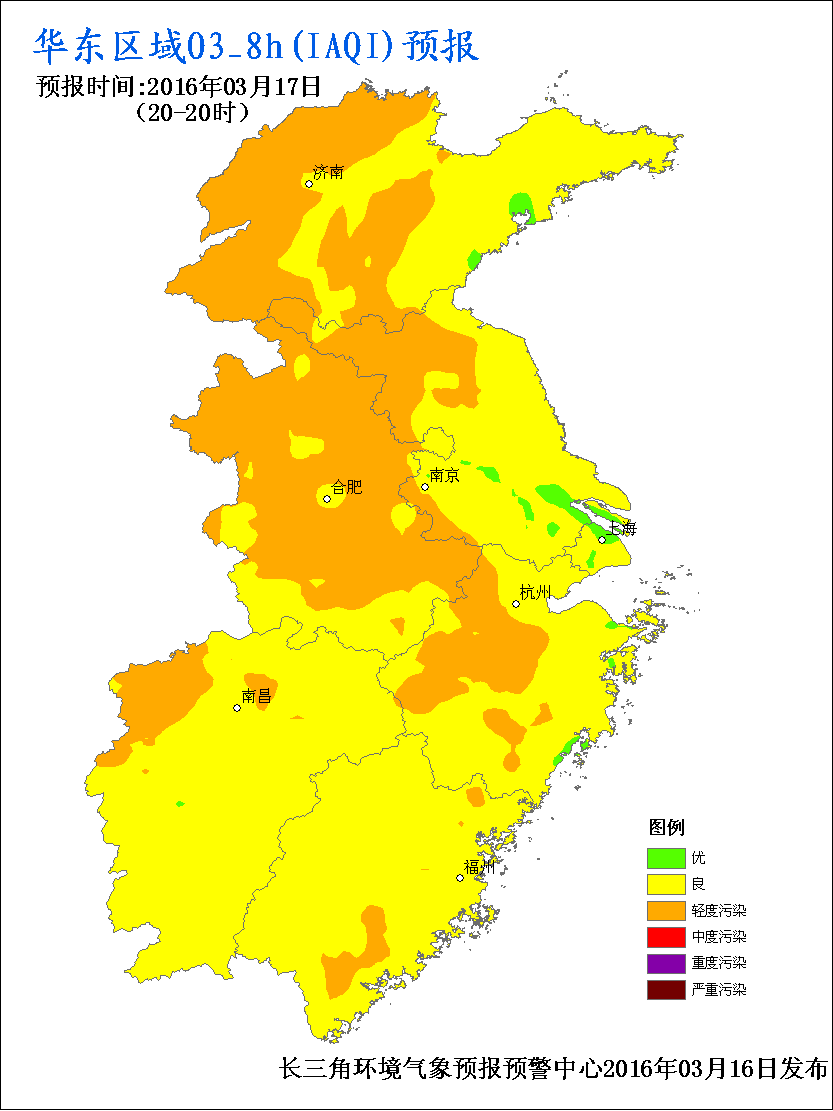 华东区域O3_8h(IAQI)预报
预报时间:2016年03月17日
(20-20时)
济南
南京
合肥
上海
杭州
南昌
福州
图例
优
良
轻度污染
中度污染
重度污染
严重污染
长三角环境气象预报预警中心2016年03月16日发布